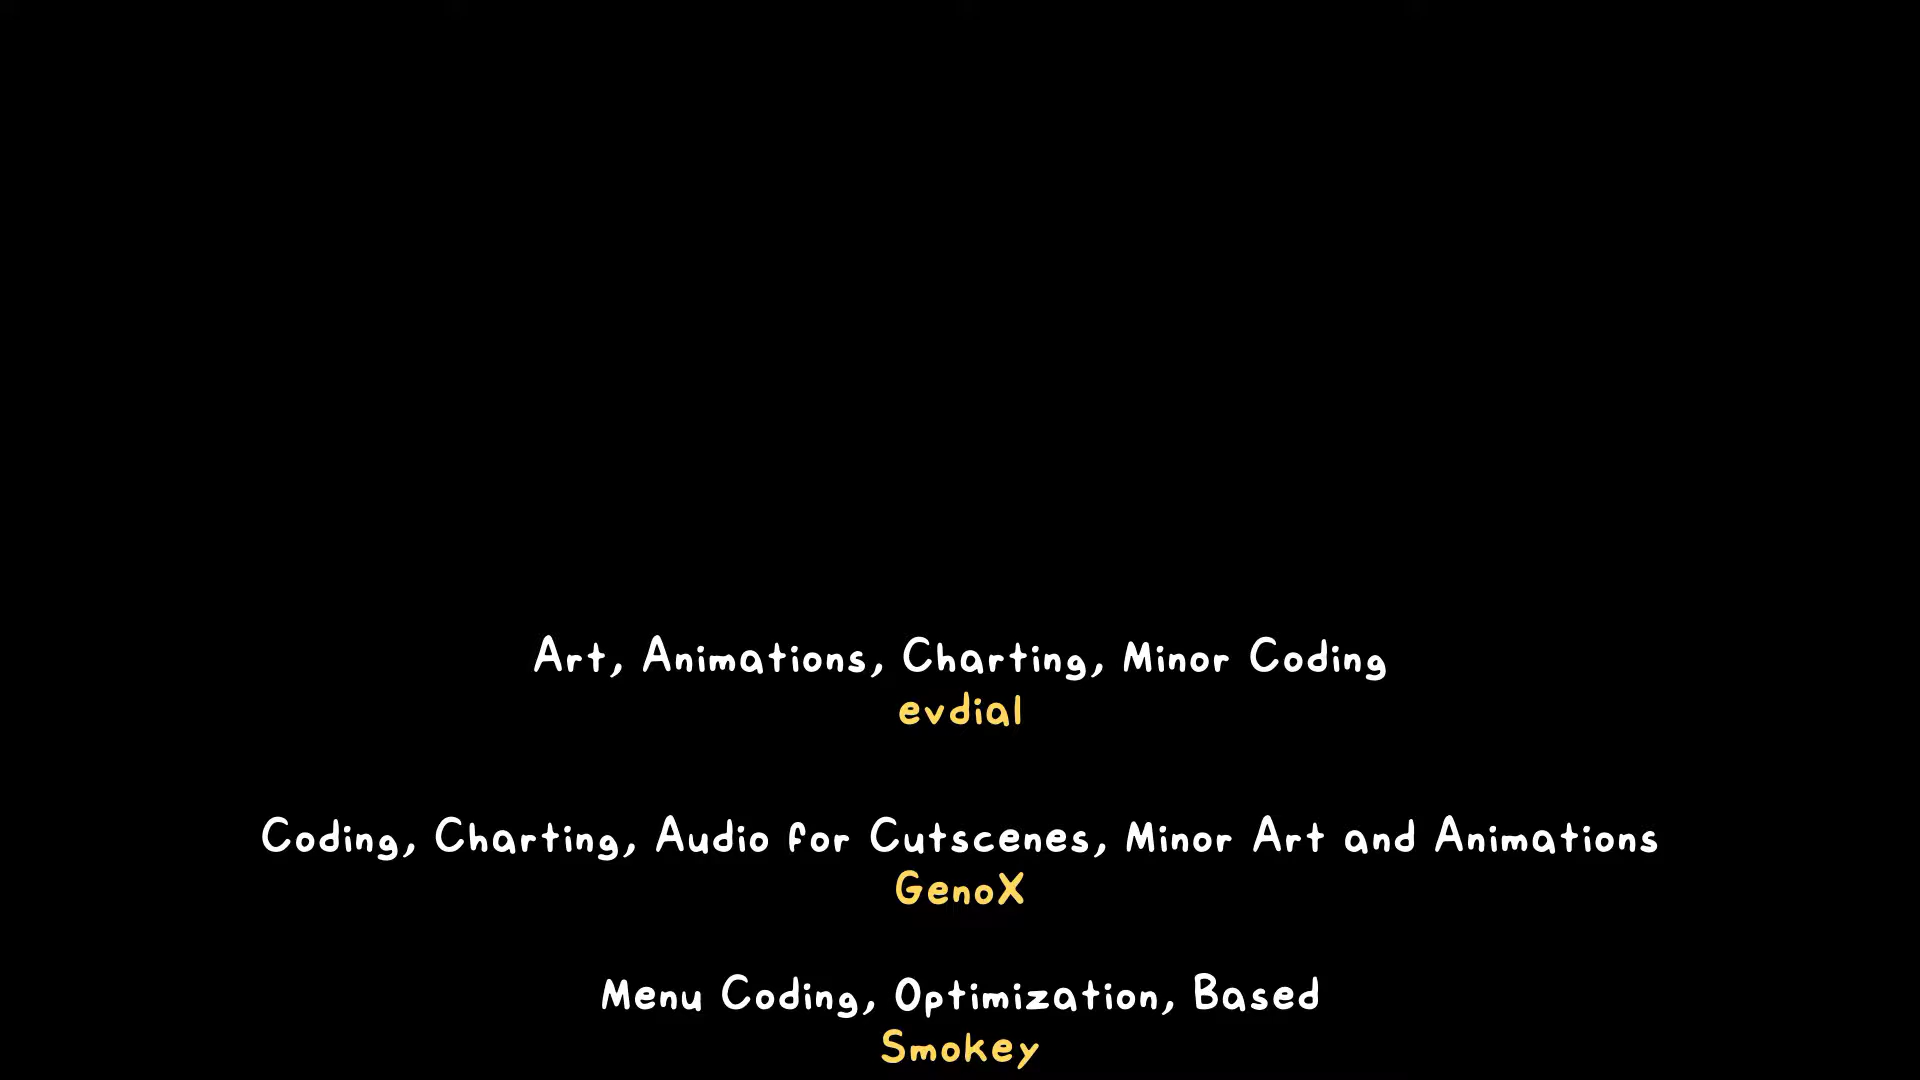 Art, Animations, Charting, Minor Coding
evdial
Coding, Charting, Audio for Cutscenes, Minor Art and Animations
GenoX
Menu Coding, Optimization, Based
Smokey